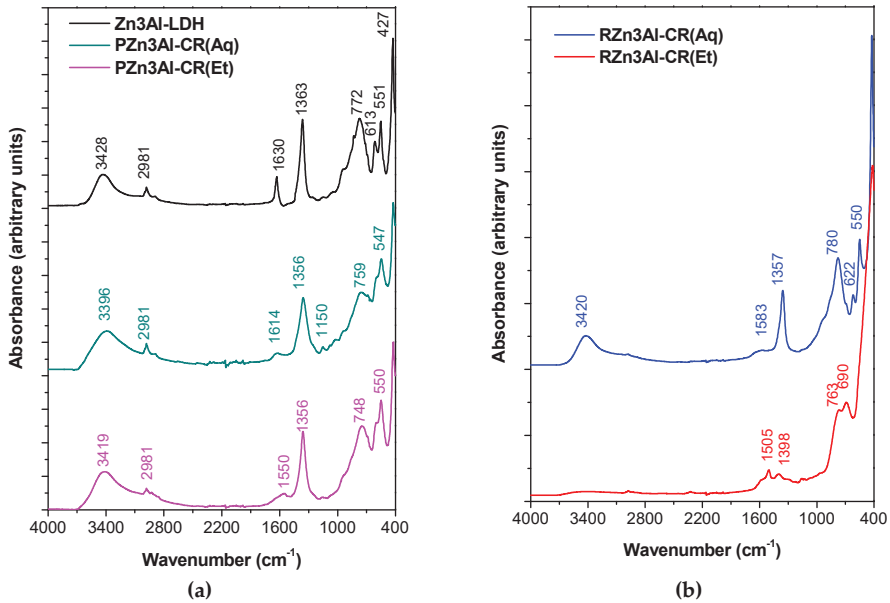 Zn3Al-LDH
PZn3Al-CR(Aq)
PZn3Al-CR(Et)
427
3428
2981
1630
1363
772
613
551
3396
2981
1614
1356
1150
759
547
3419
2981
1550
1356
748
550
Absorbance (arbitrary units)
4000 3400 2800 2200 1600 1000 400
Wavenumber (cm-1)
(a)
RZn3Al-CR(Aq)
RZn3Al-CR(Et)
3420
1583
1357
780
622
550
1505
1398
763
690
Absorbance (arbitrary units)
4000 3400 2800 2200 1600 1000 400
Wavenumber (cm-1)
(b)